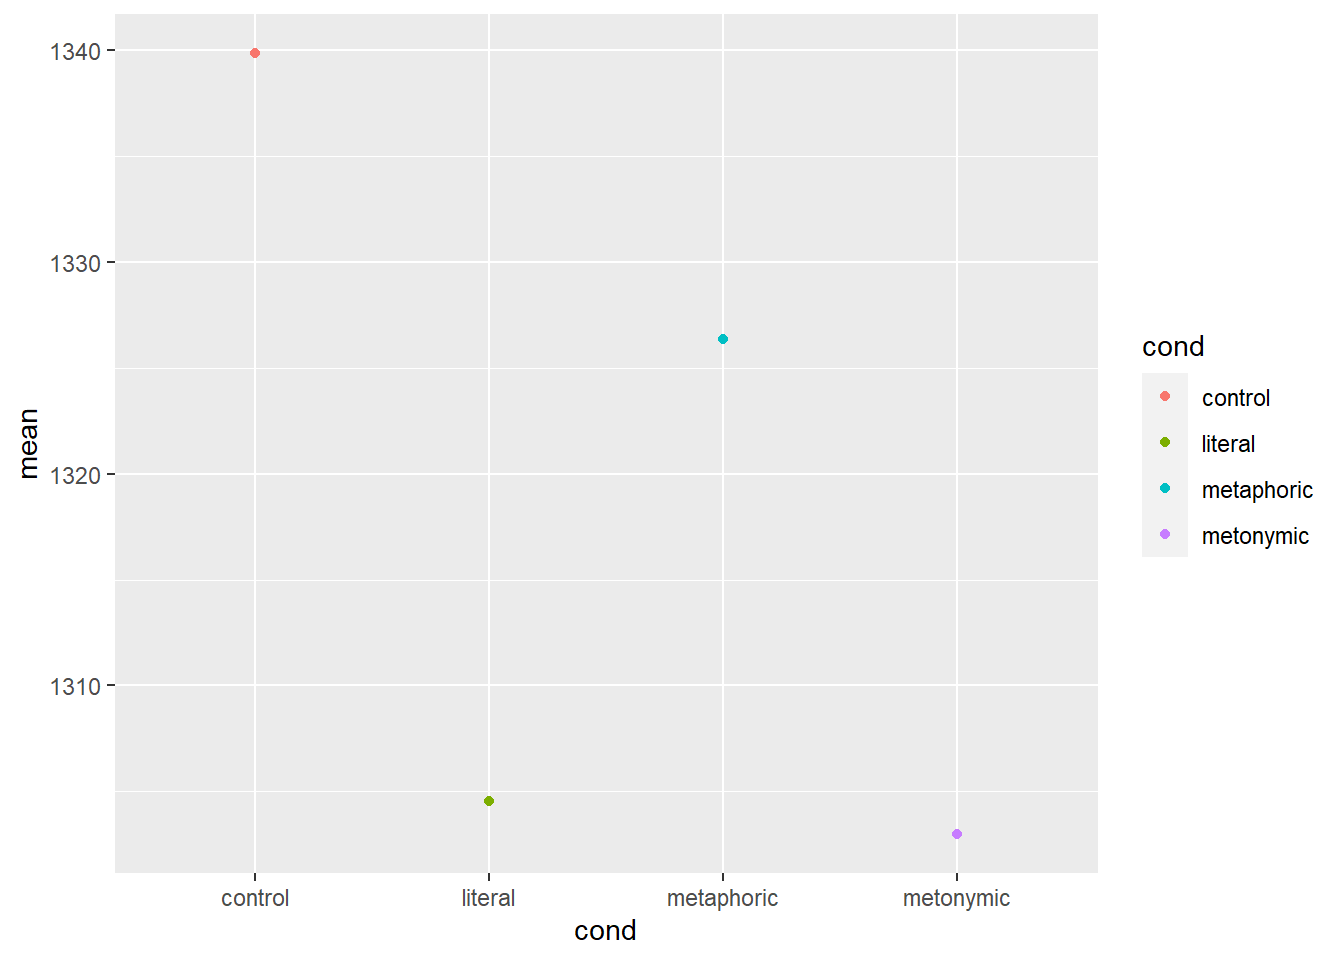 mean
1340
1330
1320
1310
control literal metaphoric metonymic
cond
cond
control
literal
metaphoric
metonymic